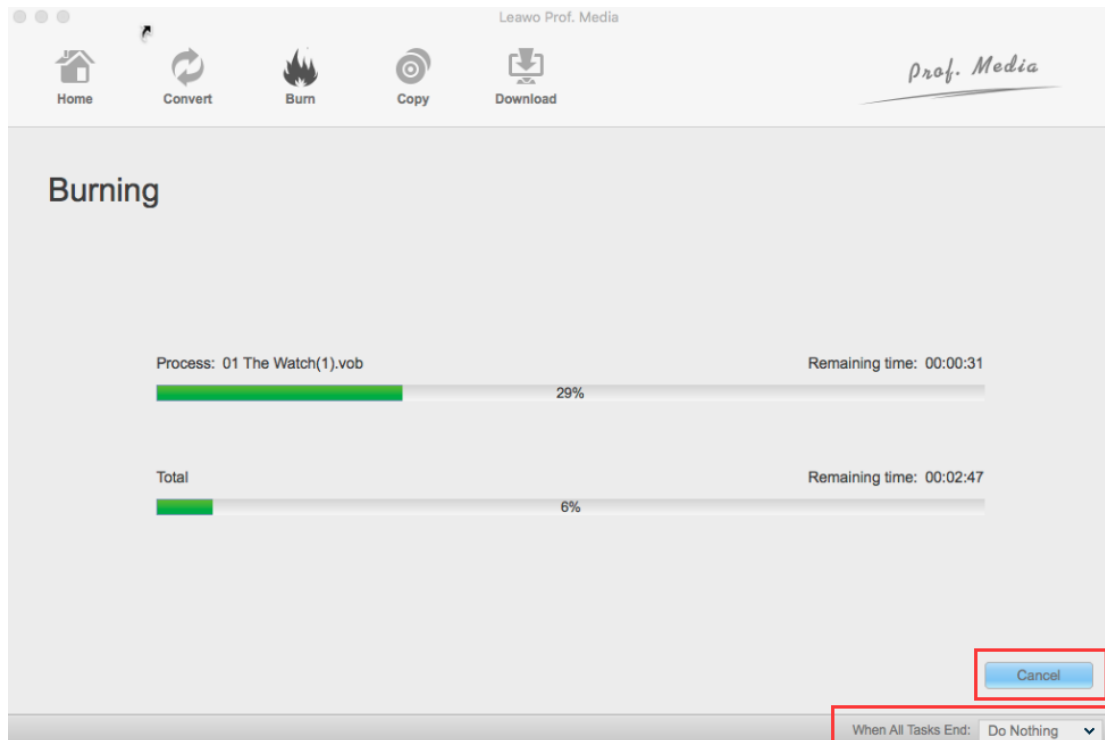 Leawo Prof. Media
Home Convert Burn Copy Download
Prof. Media
Burning
Process: 01 The Watch(1).vob Remaining time: 00:00:31
29%
Total Remaining time: 00:02:47
6%
Cancel
When All Tasks End: Do Nothing